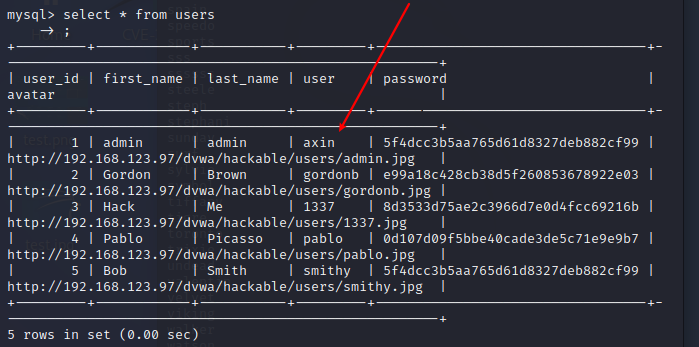 mysql> select * from users
    → ;
+---------+------------+-----------+---------+----------------------------------+-
-----------------------------------------------------+
| user_id | first_name | last_name | user    | password                         |
avatar                                               |
+---------+------------+-----------+---------+----------------------------------+-
-----------------------------------------------------+
|       1 | admin      | admin     | axin    | 5f4dcc3b5aa765d61d8327deb882cf99 |
http://192.168.123.97/dvwa/hackable/users/admin.jpg   |
|       2 | Gordon     | Brown     | gordonb | e99a18c428cb38d5f260853678922e03 |
http://192.168.123.97/dvwa/hackable/users/gordonb.jpg |
|       3 | Hack       | Me        | 1337    | 8d3533d75ae2c3966d7e0d4fcc69216b |
http://192.168.123.97/dvwa/hackable/users/1337.jpg    |
|       4 | Pablo      | Picasso   | pablo   | 0d107d09f5bbe40cade3de5c71e9e9b7 |
http://192.168.123.97/dvwa/hackable/users/pablo.jpg   |
|       5 | Bob        | Smith     | smithy  | 5f4dcc3b5aa765d61d8327deb882cf99 |
http://192.168.123.97/dvwa/hackable/users/smithy.jpg  |
+---------+------------+-----------+---------+----------------------------------+-
-----------------------------------------------------+
5 rows in set (0.00 sec)